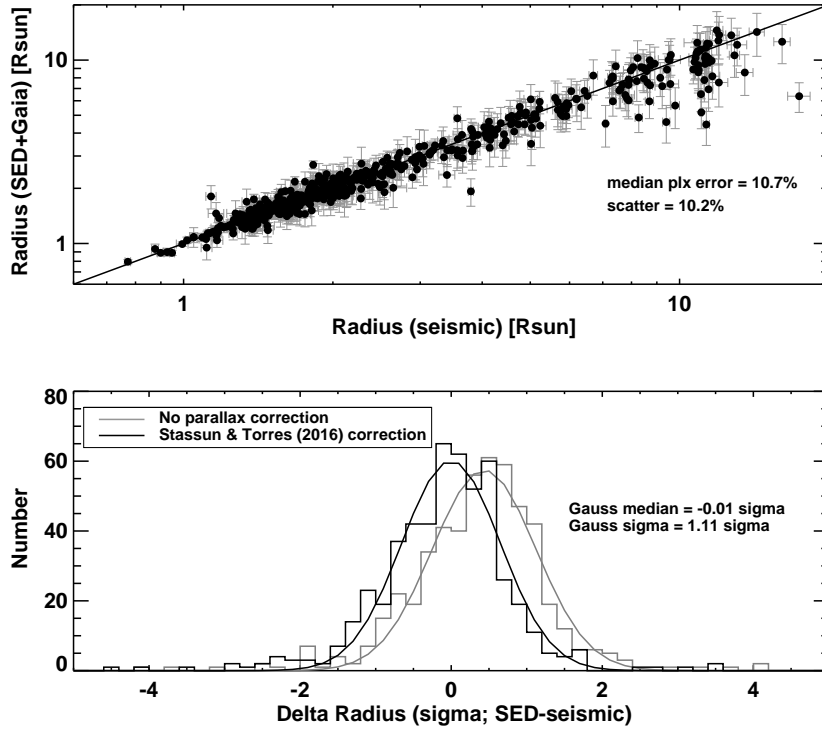 10
1
Radius (SED+Gaia) [Rsun]
median plx error = 10.7%
scatter = 10.2%
1 10
Radius (seismic) [Rsun]
80
60
40
20
0
Number
No parallax correction
Stassun & Torres (2016) correction
Gauss median = -0.01 sigma
Gauss sigma = 1.11 sigma
-4 -2 0 2 4
Delta Radius (sigma; SED-seismic)